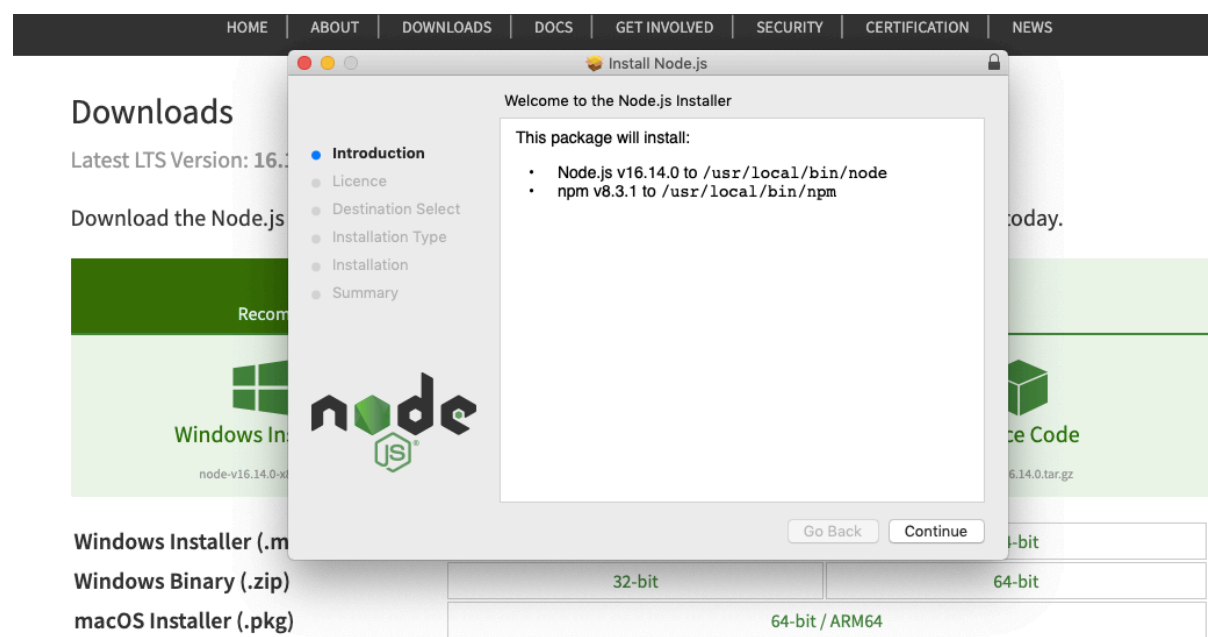 HOME ABOUT DOWNLOADS DOCS GET INVOLVED SECURITY CERTIFICATION NEWS
Install Node.js
Welcome to the Node.js Installer
Introduction
Licence
Destination Select
Installation Type
Installation
Summary
This package will install:
• Node.js v16.14.0 to /usr/local/bin/node
• npm v8.3.1 to /usr/local/bin/npm
node
JS
Go Back Continue
Downloads
Latest LTS Version: 16.
Download the Node.js today.
Windows
Code
node-v16.14.0-
.14.0.tar.gz
Windows Installer
-bit
Windows Binary (.zip) 32-bit 64-bit
macOS Installer (.pkg) 64-bit / ARM64